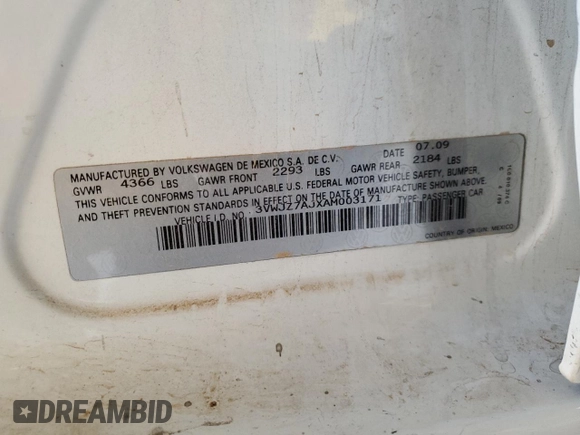 MANUFACTURED BY VOLKSWAGEN DE MEXICO S.A. DE C.V. DATE 07.09
GVWR 4366 LBS GAWR FRONT 2293 LBS GAWR REAR 2184 LBS
THIS VEHICLE CONFORMS TO ALL APPLICABLE U.S. FEDERAL MOTOR VEHICLE SAFETY, BUMPER,
AND THEFT PREVENTION STANDARDS IN EFFECT ON THE DATE OF MANUFACTURE SHOWN ABOVE.
VEHICLE I.D. NO. 3VWJZ7AJXAM003171 TYPE: PASSENGER CAR
COUNTRY OF ORIGIN: MEXICO
DREAMBID